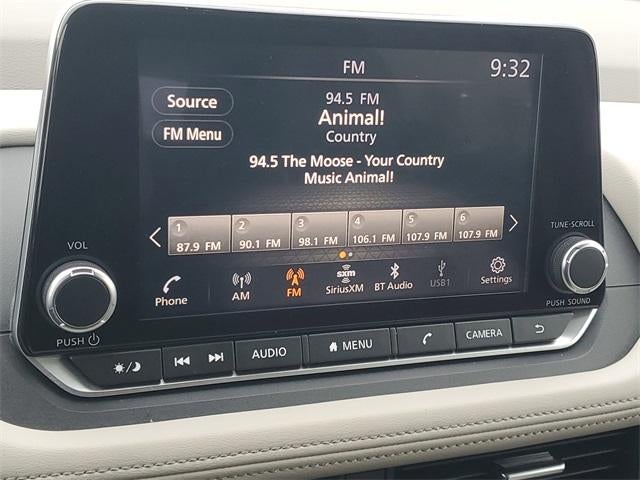 FM
9:32
Source
94.5 FM
Animal!
FM Menu
Country
94.5 The Moose - Your Country
Music Animal!
TUNE-SCROLL
1 2 3 4 5 6
87.9 FM 90.1 FM 98.1 FM 106.1 FM 107.9 FM 107.9 FM
VOL
Phone
AM
FM
SXM
SiriusXM
BT Audio
USB1
Settings
PUSH SOUND
PUSH
AUDIO
MENU
CAMERA